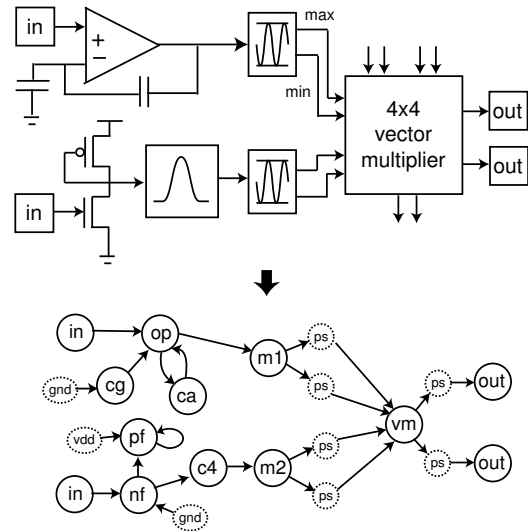 in
+
−
max
min
4x4
vector
multiplier
out
out
in
in
op
m1
ps
gnd
cg
ca
ps
out
ps
vm
vdd
pf
c4
m2
ps
ps
out
in
nf
gnd
ps